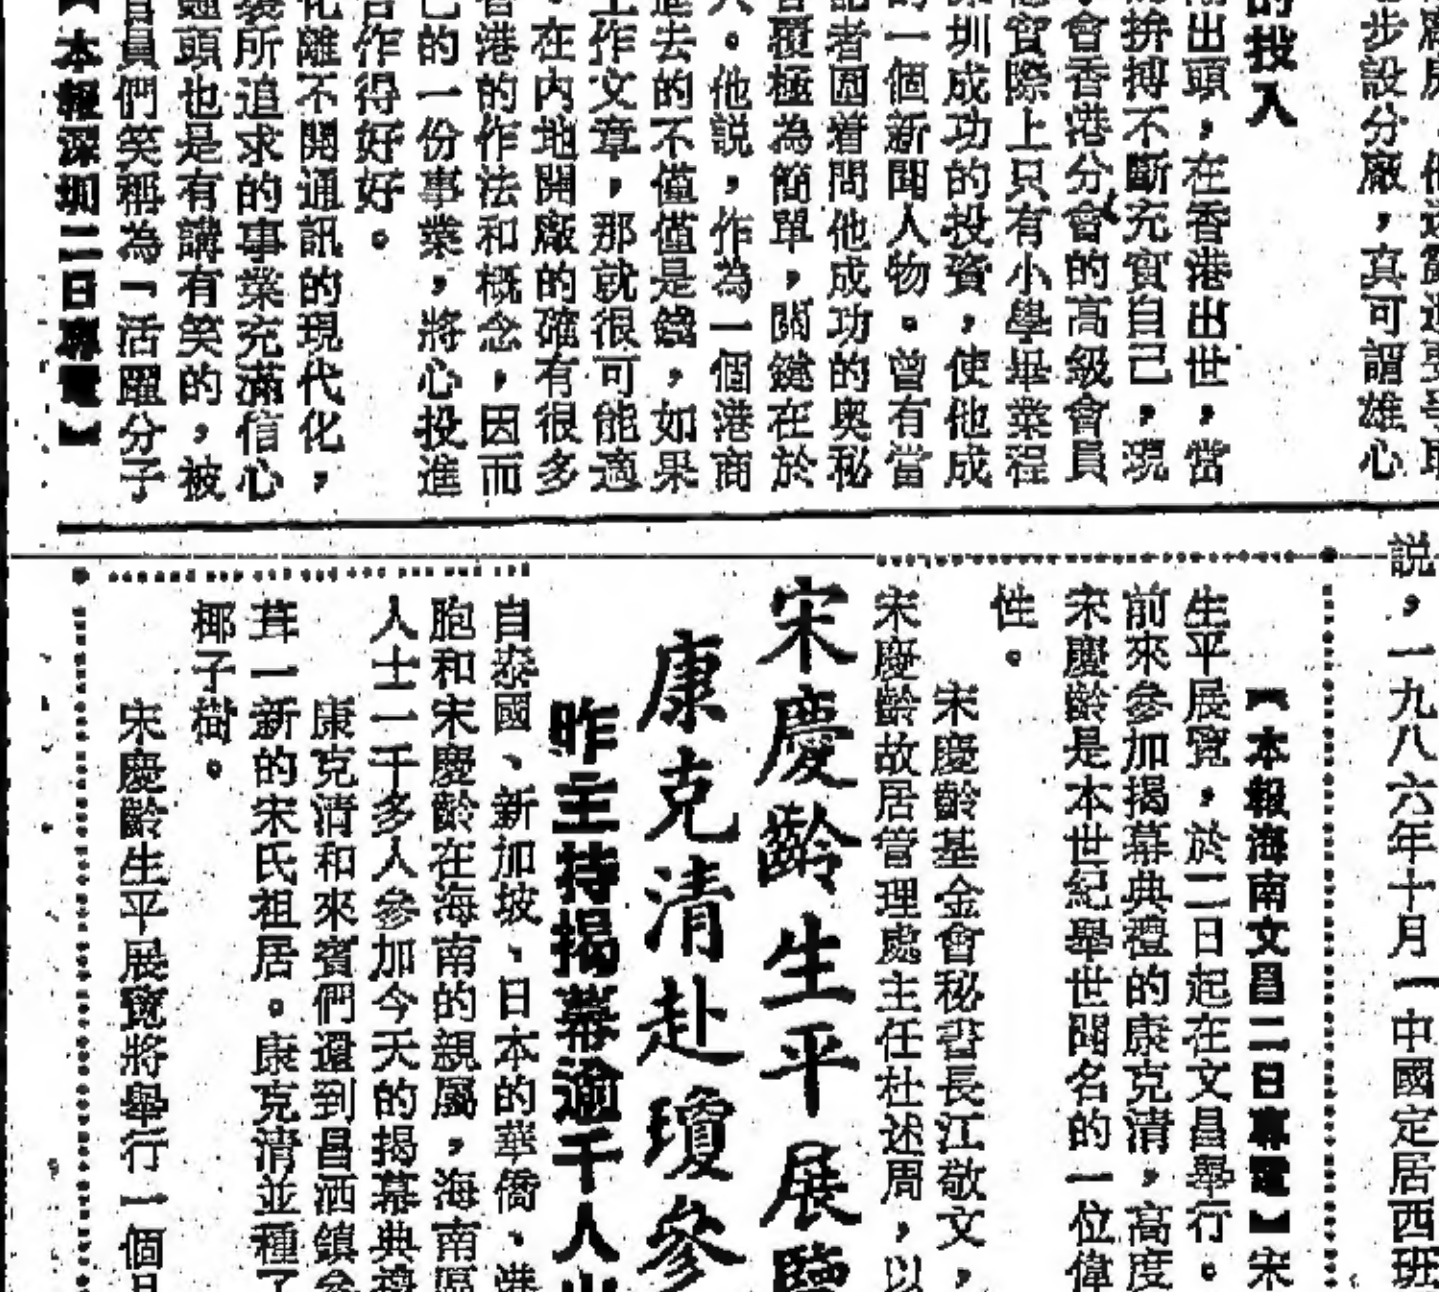 步設分廠，真可謂雄心
的投入
出頭，在香港出世，當
拚搏不斷充實自己，現
會香港分會的高級會員
實際上只有小學畢業程
圳成功的投資，使他成
的一個新聞人物。曾有當
記者圍着問他成功的奧秘
覆極為簡單，關鍵在於
人。他説，作為一個港商
進去的不僅僅是錢，如果
工作文章，那就很可能適
。在內地開廠的確有很多
香港的作法和概念，因而
己的一份事業，將心投進
合作得好好。
化離不開通訊的現代化，
裝所追求的事業充滿信心
頭也是有講有笑的，被
官員們笑稱為「活躍分子
【本報深圳二日專電】
説，一九八六年十月一中國定居西班
【本報海南文昌二日專電】宋
生平展覽，於二日起在文昌舉行。
前來參加揭幕典禮的康克清，高度
宋慶齡是本世紀舉世聞名的一位偉
性。
宋慶齡基金會秘書長江敬文，
宋慶齡故居管理處主任杜述周，以
宋慶齡生平展覽
康克清赴瓊參
昨主持揭幕逾千人出
自泰國、新加坡、日本的華僑、港
胞和宋慶齡在海南的親屬，海南區
人士二千多人參加今天的揭幕典禮
康克清和來賓們還到昌洒鎮參
葺一新的宋氏祖居。康克清並種了
椰子樹。
宋慶齡生平展覽將舉行一個月